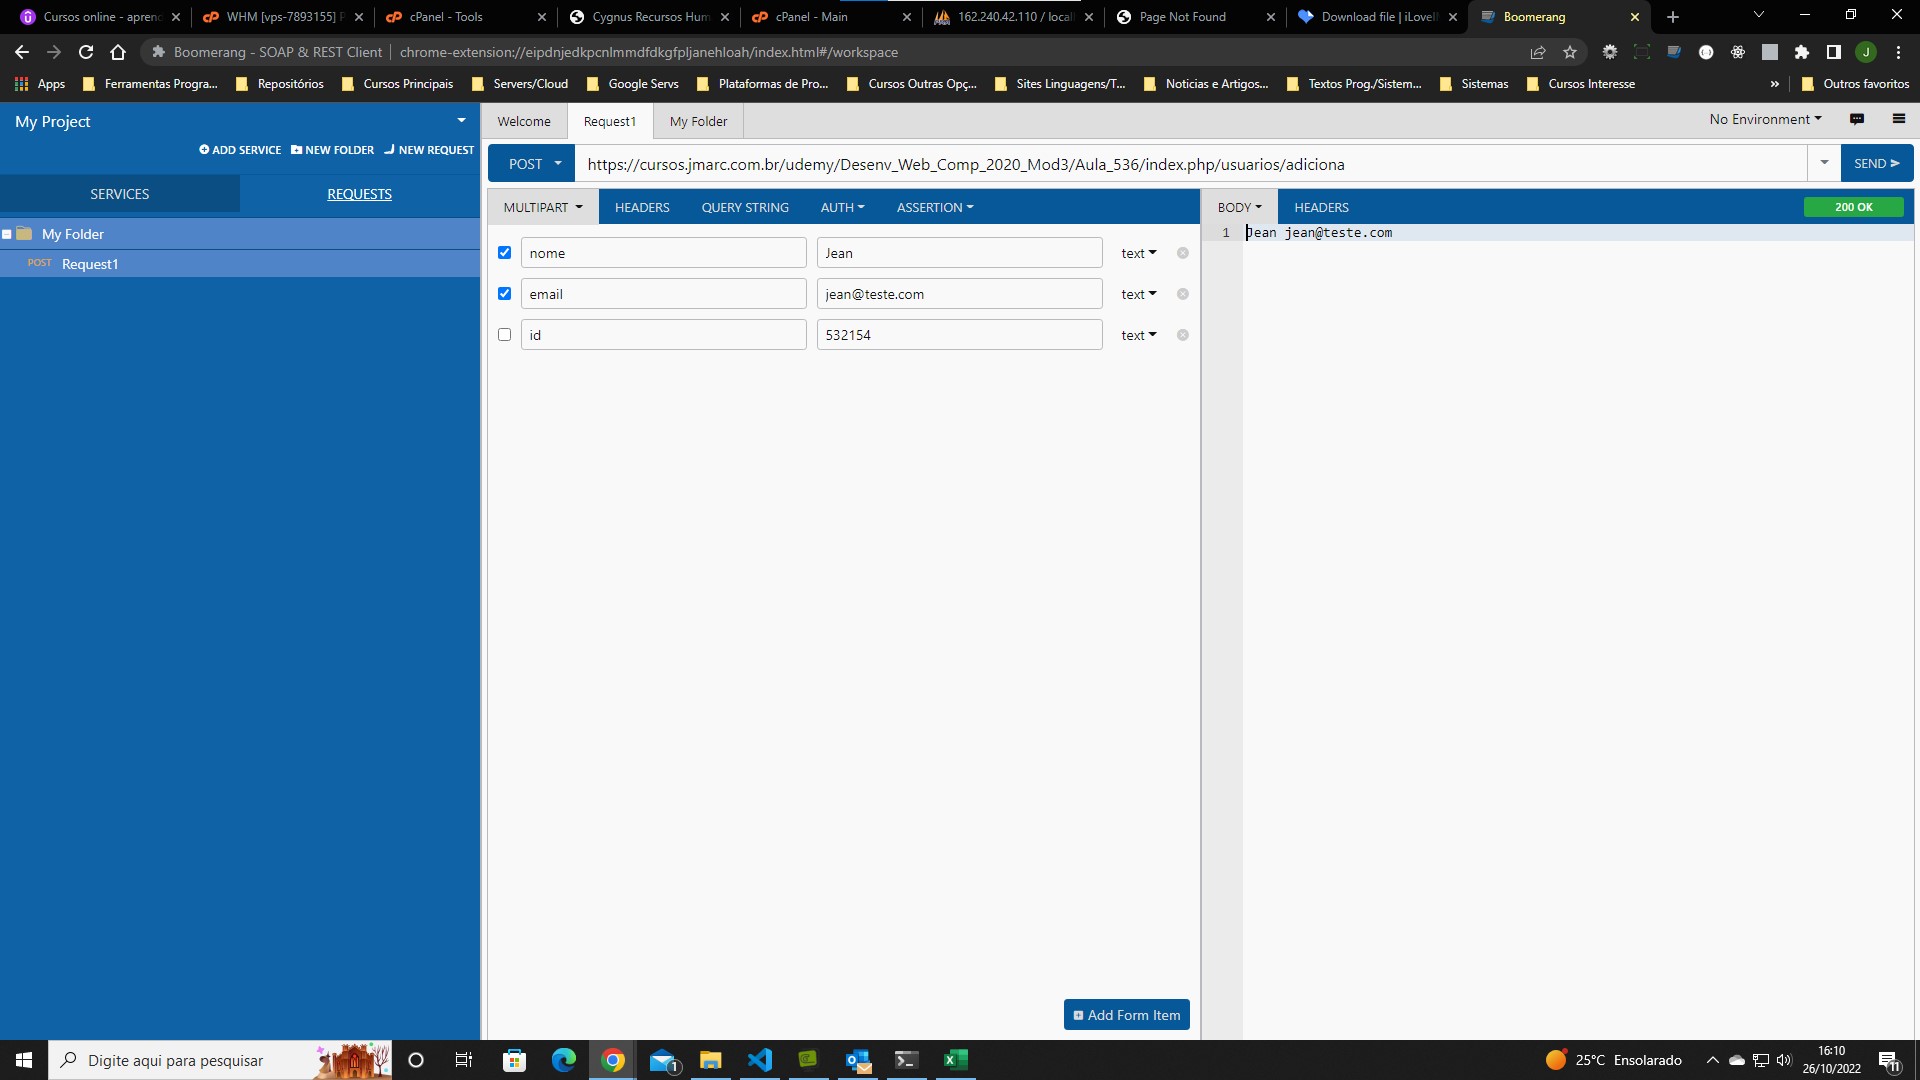 Cursos online - apren
WHM [vps-7893155] P
cPanel - Tools
Cygnus Recursos Hum
cPanel - Main
162.240.42.110 / local
Page Not Found
Download file | iLoveI
Boomerang
Boomerang - SOAP & REST Client
chrome-extension://eipdnjedkpcnlmmdfdkgfpljanehloah/index.html#/workspace
J
Apps
Ferramentas Progra...
Repositórios
Cursos Principais
Servers/Cloud
Google Servs
Plataformas de Pro...
Cursos Outras Opç...
Sites Linguagens/T...
Noticias e Artigos...
Textos Prog./Sistem...
Sistemas
Cursos Interesse
»
Outros favoritos
My Project
ADD SERVICE
NEW FOLDER
NEW REQUEST
SERVICES
REQUESTS
My Folder
POST Request1
Welcome
Request1
My Folder
No Environment
POST
https://cursos.jmarc.com.br/udemy/Desenv_Web_Comp_2020_Mod3/Aula_536/index.php/usuarios/adiciona
SEND
MULTIPART
HEADERS
QUERY STRING
AUTH
ASSERTION
nome
Jean
text
email
jean@teste.com
text
id
532154
text
Add Form Item
BODY
HEADERS
200 OK
1 Jean jean@teste.com
Digite aqui para pesquisar
1
25°C Ensolarado
16:10
26/10/2022
11